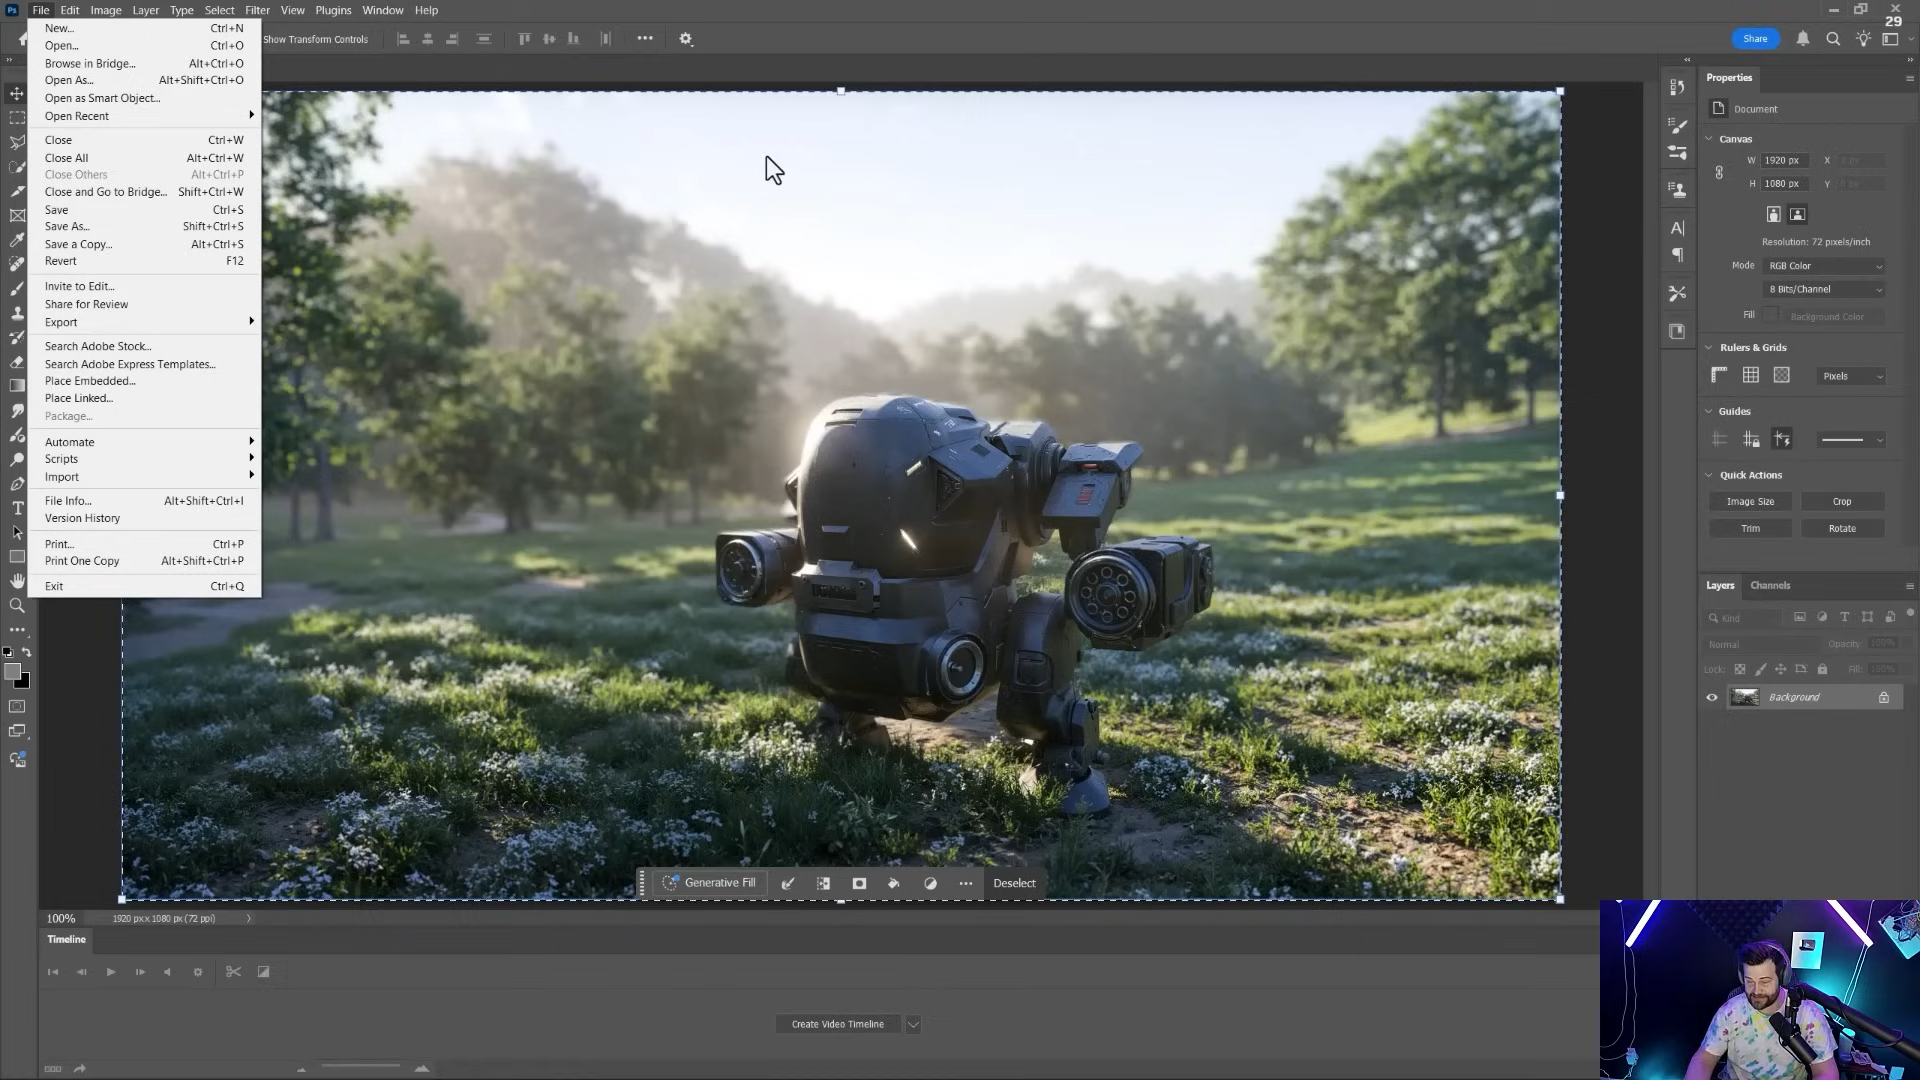 Ps File Edit Image Layer Type Select Filter View Plugins Window Help
29
Show Transform Controls
Share
New... Ctrl+N
Open... Ctrl+O
Browse in Bridge... Alt+Ctrl+O
Open As... Alt+Shift+Ctrl+O
Open as Smart Object...
Open Recent
Close Ctrl+W
Close All Alt+Ctrl+W
Close Others Alt+Ctrl+P
Close and Go to Bridge... Shift+Ctrl+W
Save Ctrl+S
Save As... Shift+Ctrl+S
Save a Copy... Alt+Ctrl+S
Revert F12
Invite to Edit...
Share for Review
Export
Search Adobe Stock...
Search Adobe Express Templates...
Place Embedded...
Place Linked...
Package...
Automate
Scripts
Import
File Info... Alt+Shift+Ctrl+I
Version History
Print... Ctrl+P
Print One Copy Alt+Shift+Ctrl+P
Exit Ctrl+Q
Properties
Document
Canvas
W 1920 px X
H 1080 px Y
Resolution: 72 pixels/inch
Mode RGB Color
8 Bits/Channel
Fill Background Color
Rulers & Grids
Pixels
Guides
Quick Actions
Image Size Crop
Trim Rotate
Layers Channels
Kind
Normal Opacity: 100%
Lock: Fill: 100%
Background
Generative Fill Deselect
100% 1920 px x 1080 px (72 ppi)
Timeline
Create Video Timeline